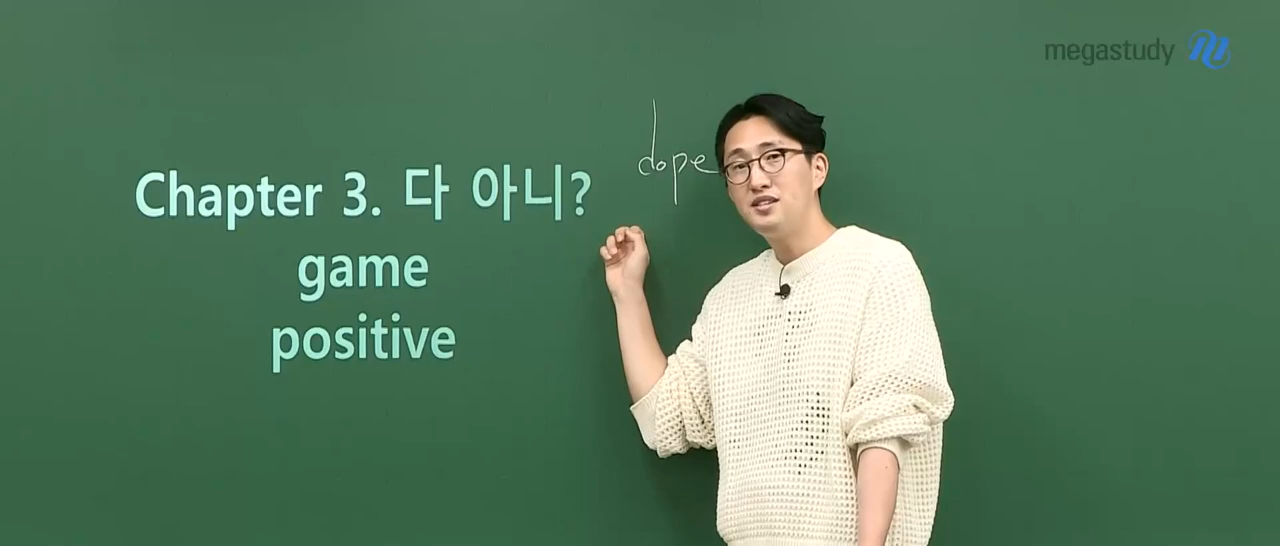 megastudy
Chapter 3. 다 아니?
game
positive
dope